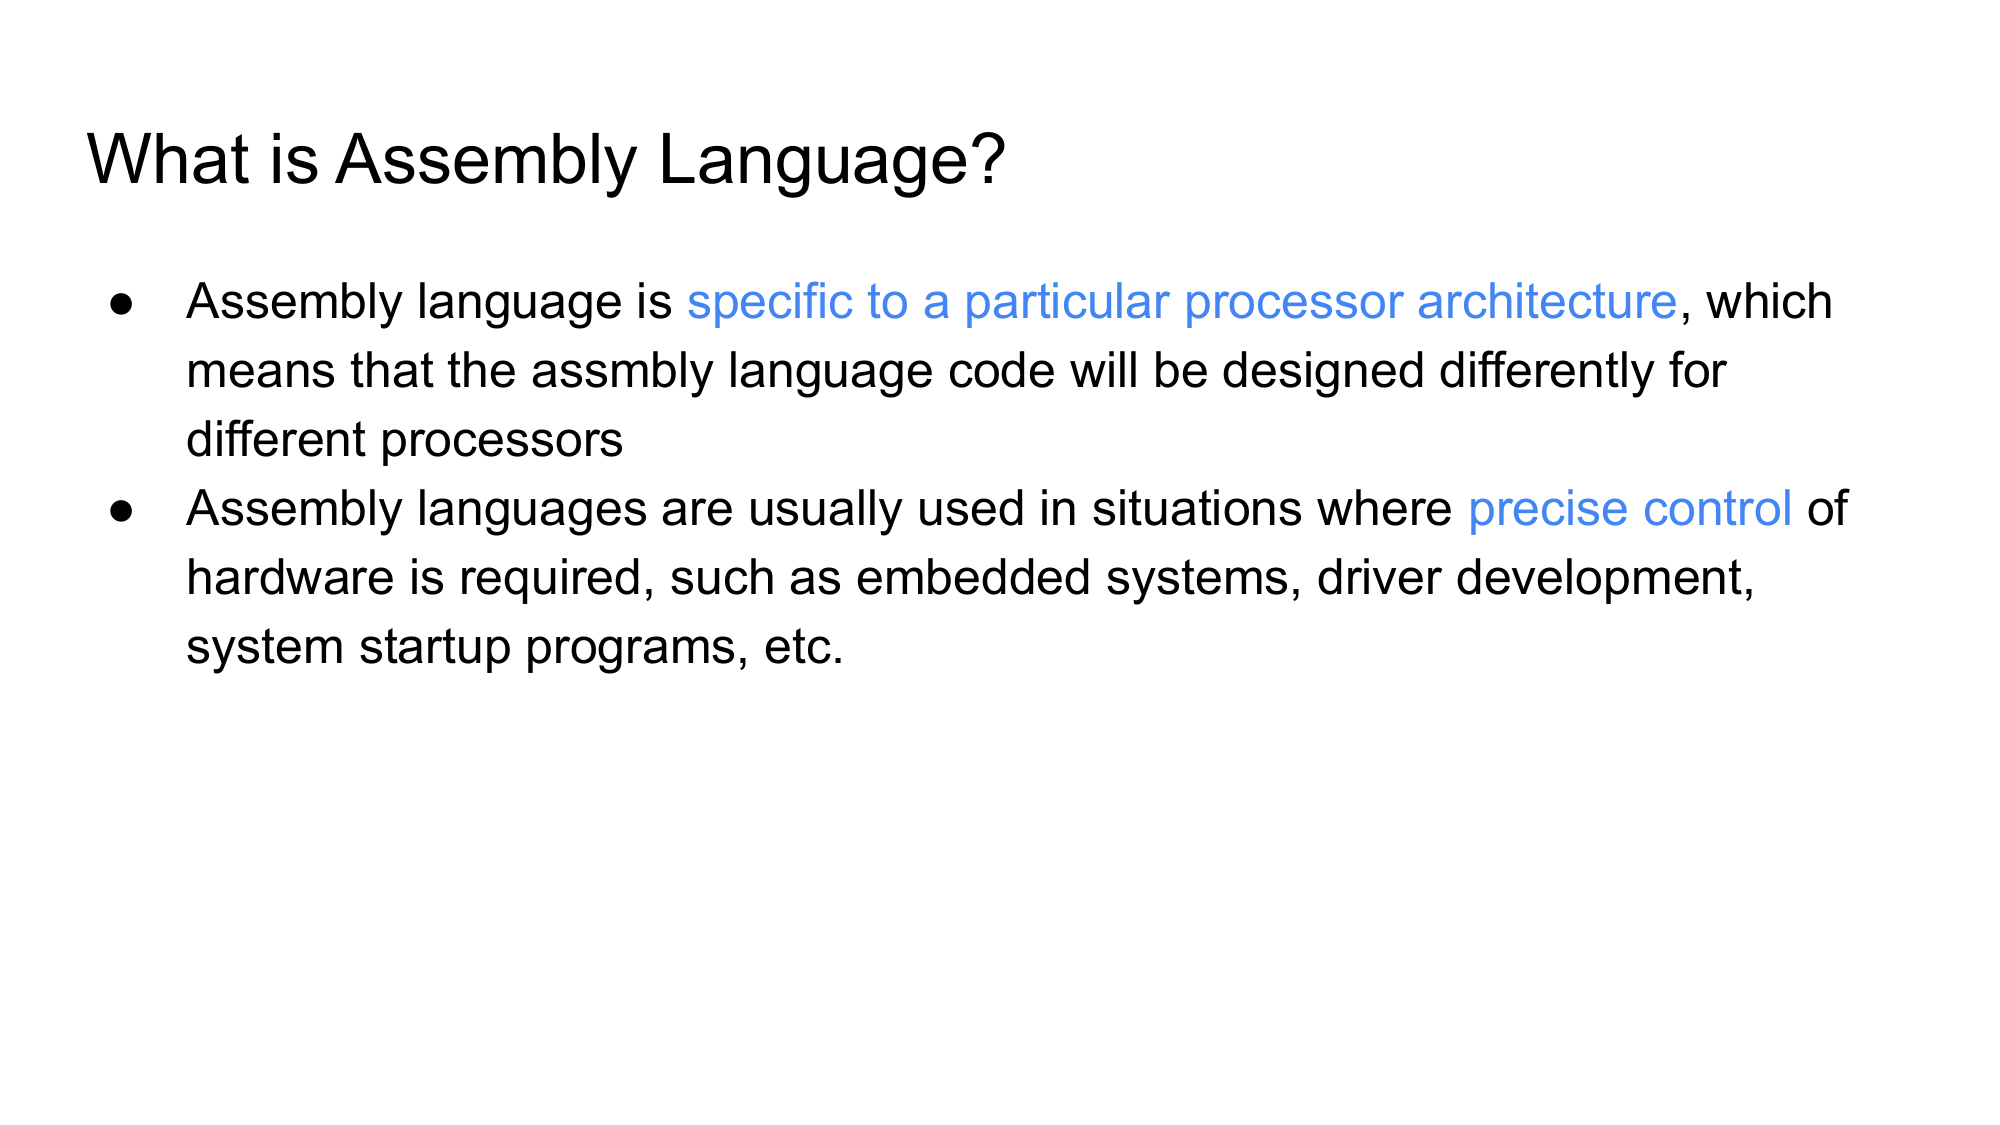 What is Assembly Language?
● Assembly language is specific to a particular processor architecture, which
means that the assmbly language code will be designed differently for
different processors
● Assembly languages are usually used in situations where precise control of
hardware is required, such as embedded systems, driver development,
system startup programs, etc.